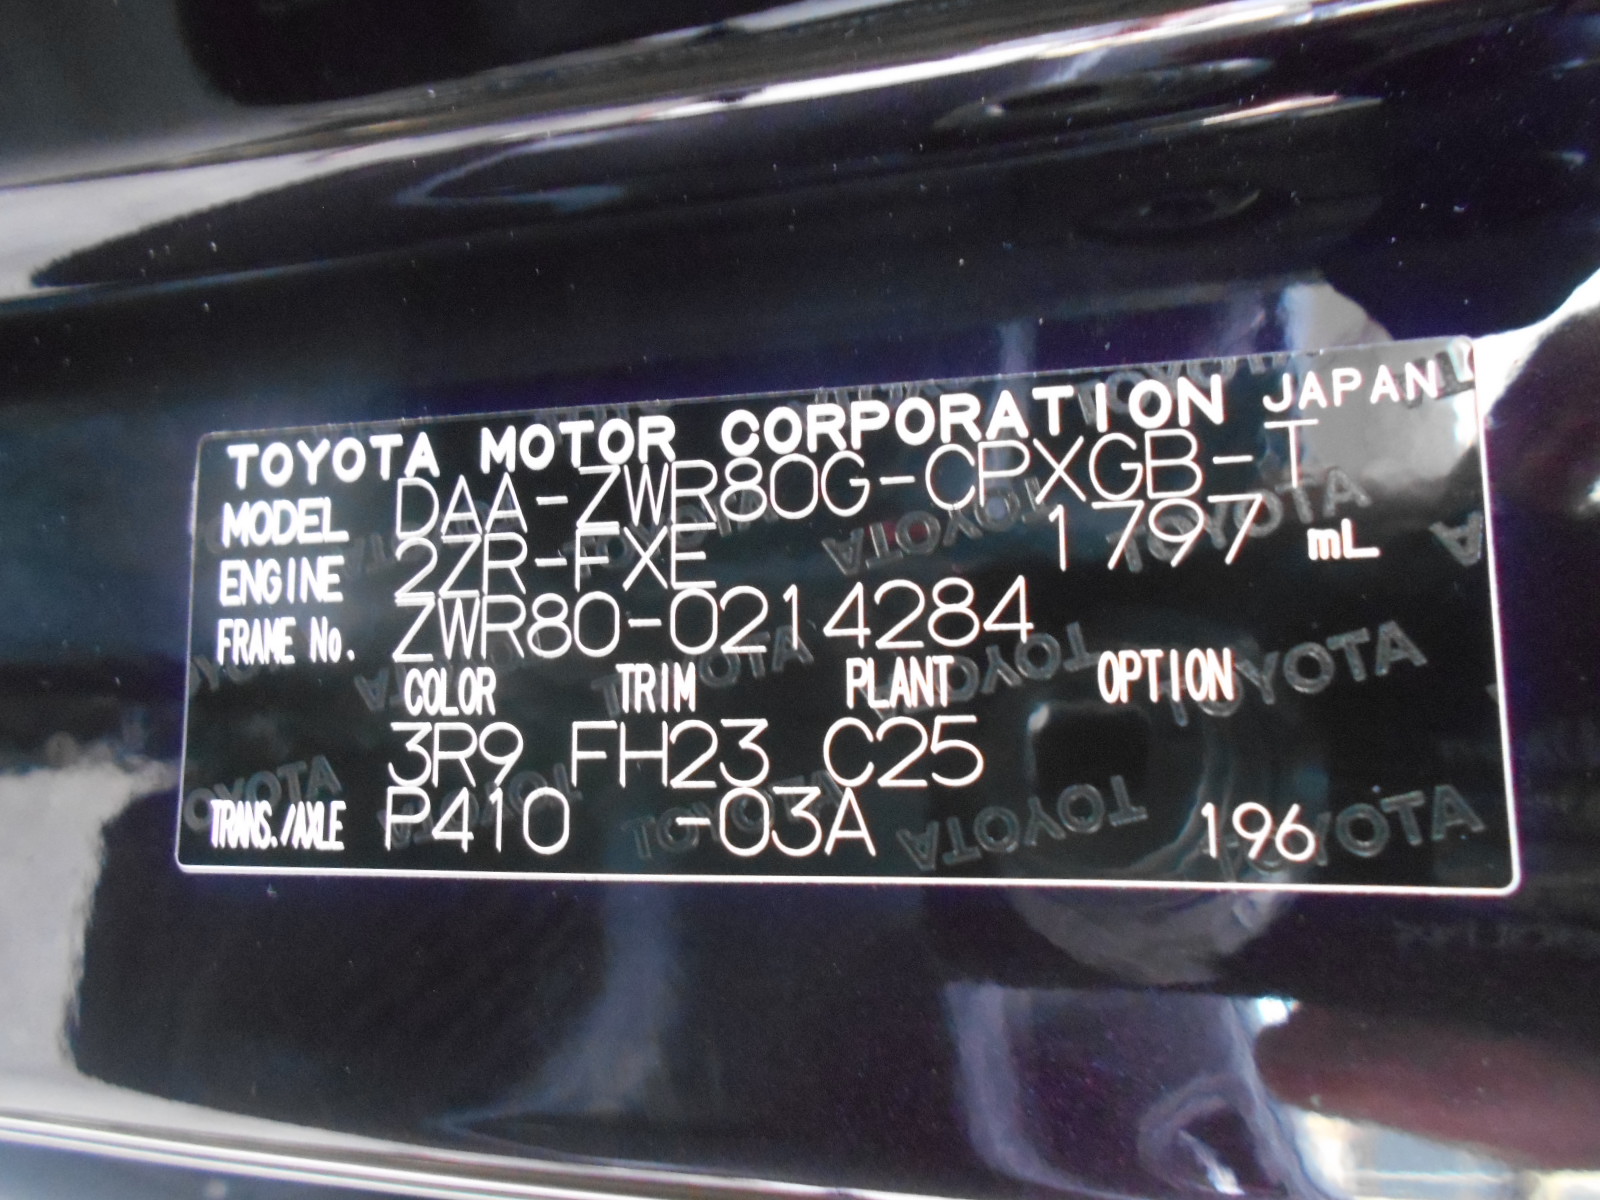 TOYOTA MOTOR CORPORATION JAPAN
MODEL DAA-ZWR80G-CPXGB-T
ENGINE 2ZR-FXE 1797 mL
FRAME No. ZWR80-0214284
COLOR TRIM PLANT OPTION
3R9 FH23 C25
TRANS./AXLE P410 -03A 196